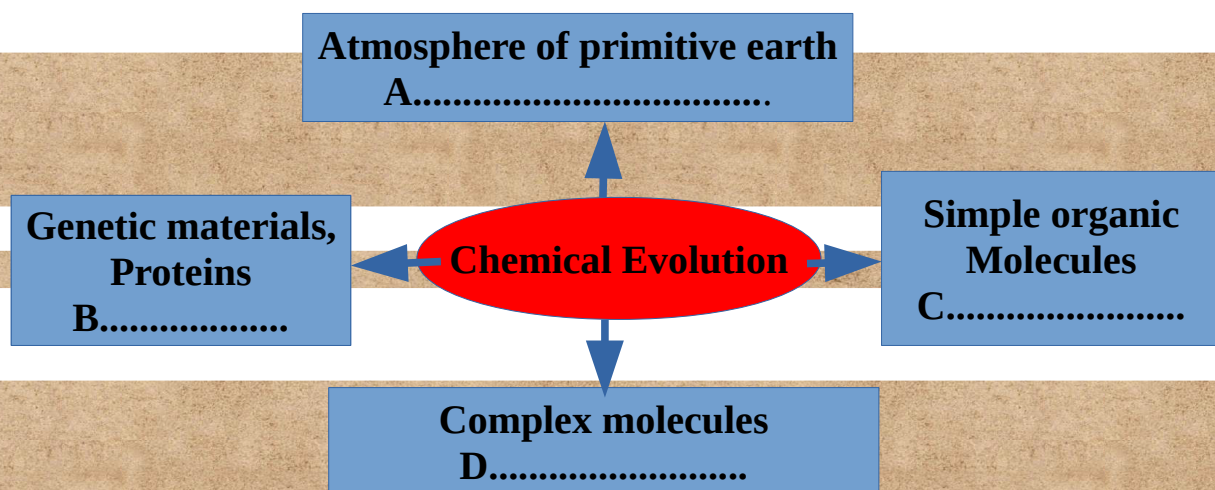 Atmosphere of primitive earth
A....................................
Genetic materials,
Proteins
B...................
Chemical Evolution
Simple organic
Molecules
C........................
Complex molecules
D..........................